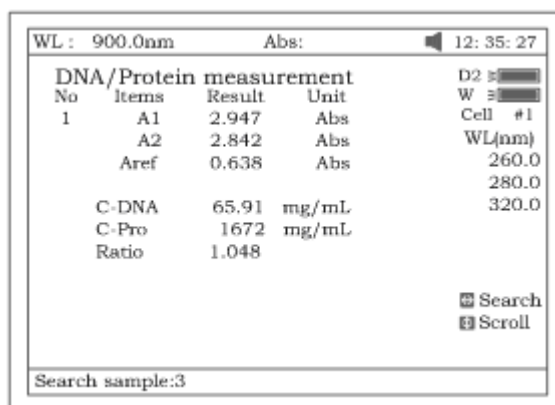 WL : 900.0nm Abs: 12: 35: 27
DNA/Protein measurement D2
No Items Result Unit W
1 A1 2.947 Abs Cell #1
A2 2.842 Abs WL(nm)
Aref 0.638 Abs 260.0
280.0
C-DNA 65.91 mg/mL 320.0
C-Pro 1672 mg/mL
Ratio 1.048
Search
Scroll
Search sample:3